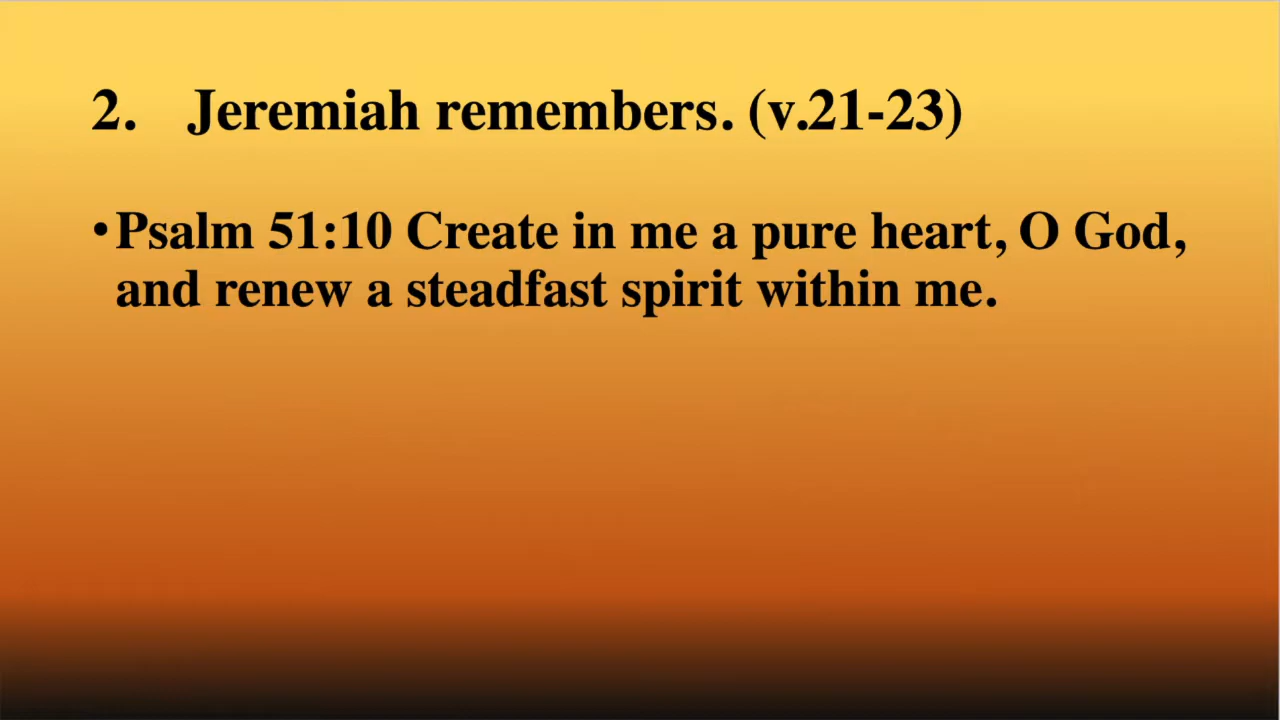 2. Jeremiah remembers. (v.21-23)
•Psalm 51:10 Create in me a pure heart, O God,
and renew a steadfast spirit within me.